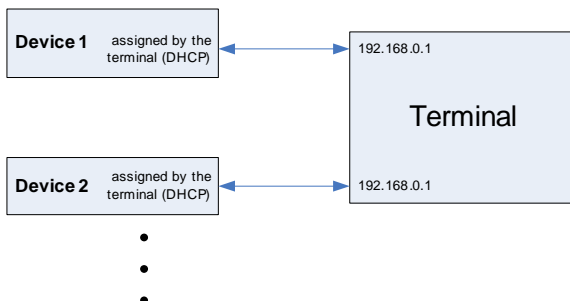 Device 1
assigned by the
terminal (DHCP)
192.168.0.1
Terminal
Device 2
assigned by the
terminal (DHCP)
192.168.0.1